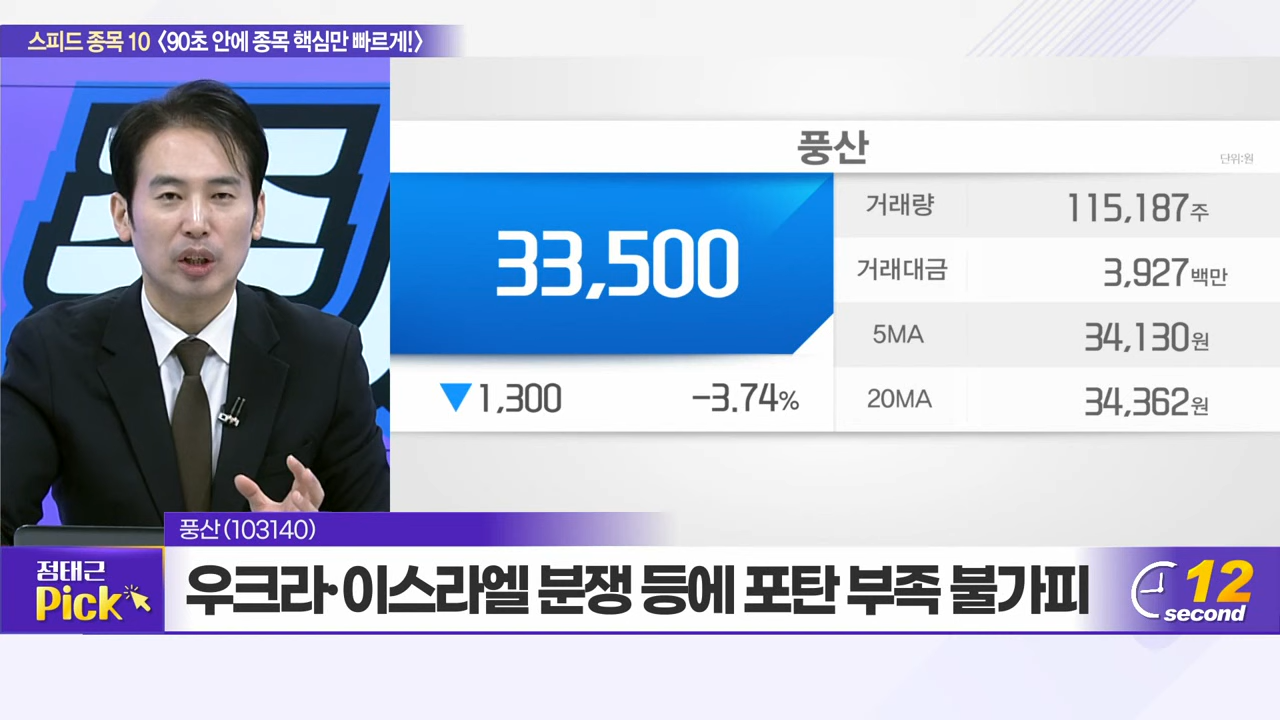 스피드 종목 10 〈90초 안에 종목 핵심만 빠르게!〉
풍산
단위:원
33,500
▼1,300 -3.74%
거래량 115,187주
거래대금 3,927백만
5MA 34,130원
20MA 34,362원
풍산(103140)
정태근
Pick
우크라·이스라엘 분쟁 등에 포탄 부족 불가피
12
second